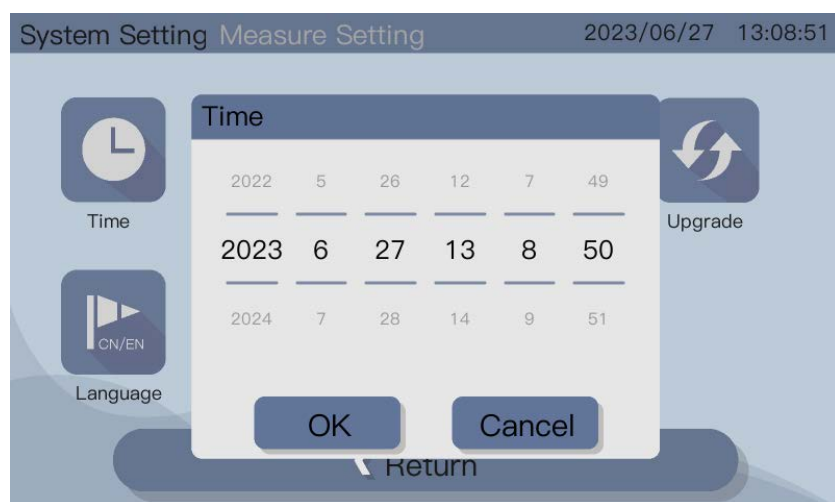 System Setting Measure Setting 2023/06/27 13:08:51
Time
2022 5 26 12 7 49
Time Upgrade
2023 6 27 13 8 50
2024 7 28 14 9 51
CN/EN
Language
OK Cancel
Return